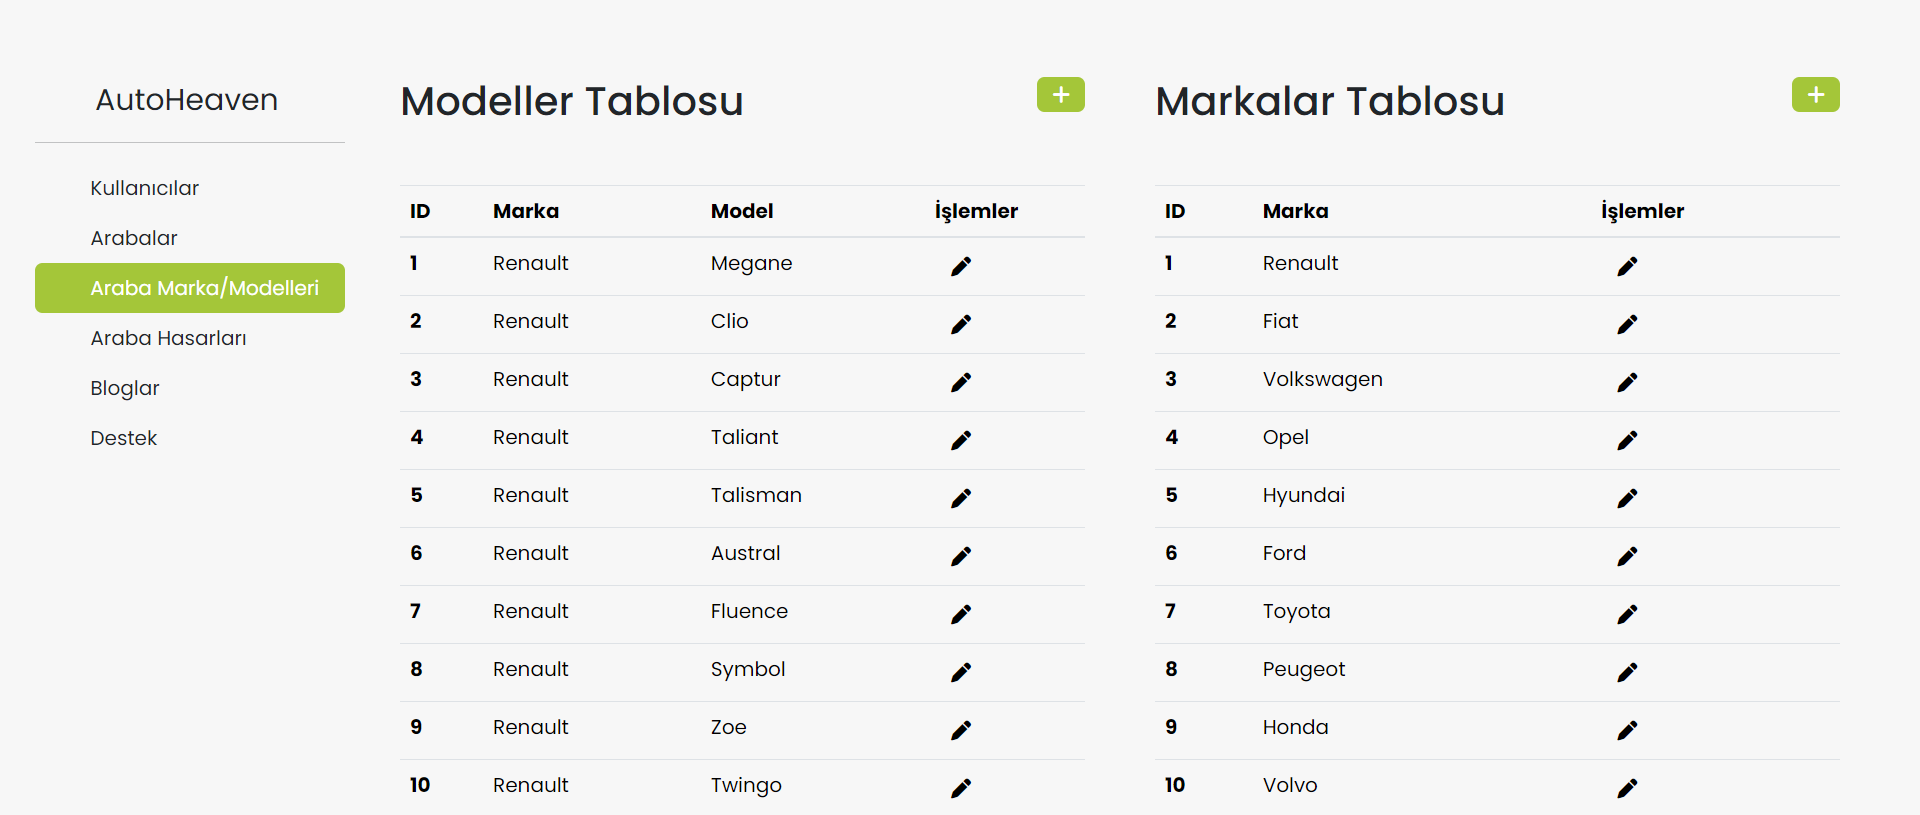 AutoHeaven
Kullanıcılar
Arabalar
Araba Marka/Modelleri
Araba Hasarları
Bloglar
Destek
Modeller Tablosu
+
ID Marka Model İşlemler
1 Renault Megane
2 Renault Clio
3 Renault Captur
4 Renault Taliant
5 Renault Talisman
6 Renault Austral
7 Renault Fluence
8 Renault Symbol
9 Renault Zoe
10 Renault Twingo
Markalar Tablosu
+
ID Marka İşlemler
1 Renault
2 Fiat
3 Volkswagen
4 Opel
5 Hyundai
6 Ford
7 Toyota
8 Peugeot
9 Honda
10 Volvo